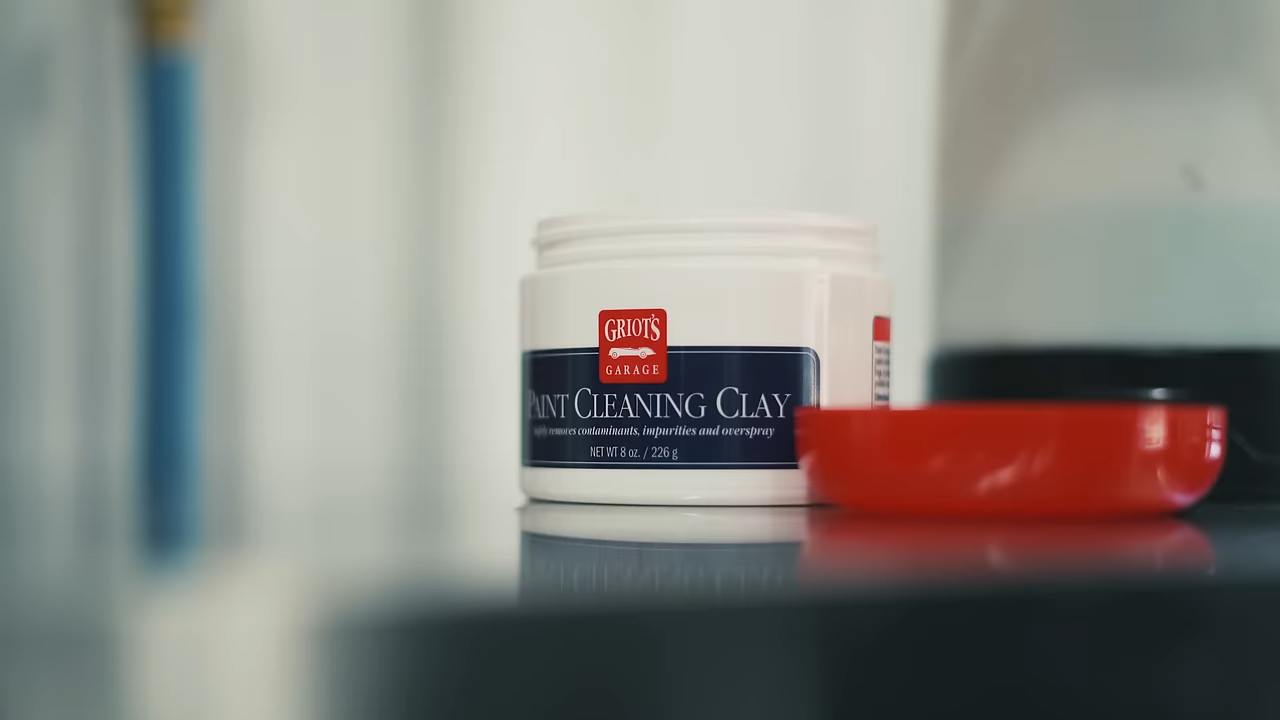 GRIOT'S
GARAGE
PAINT CLEANING CLAY
removes contaminants, impurities and overspray
NET WT 8 oz. / 226 g